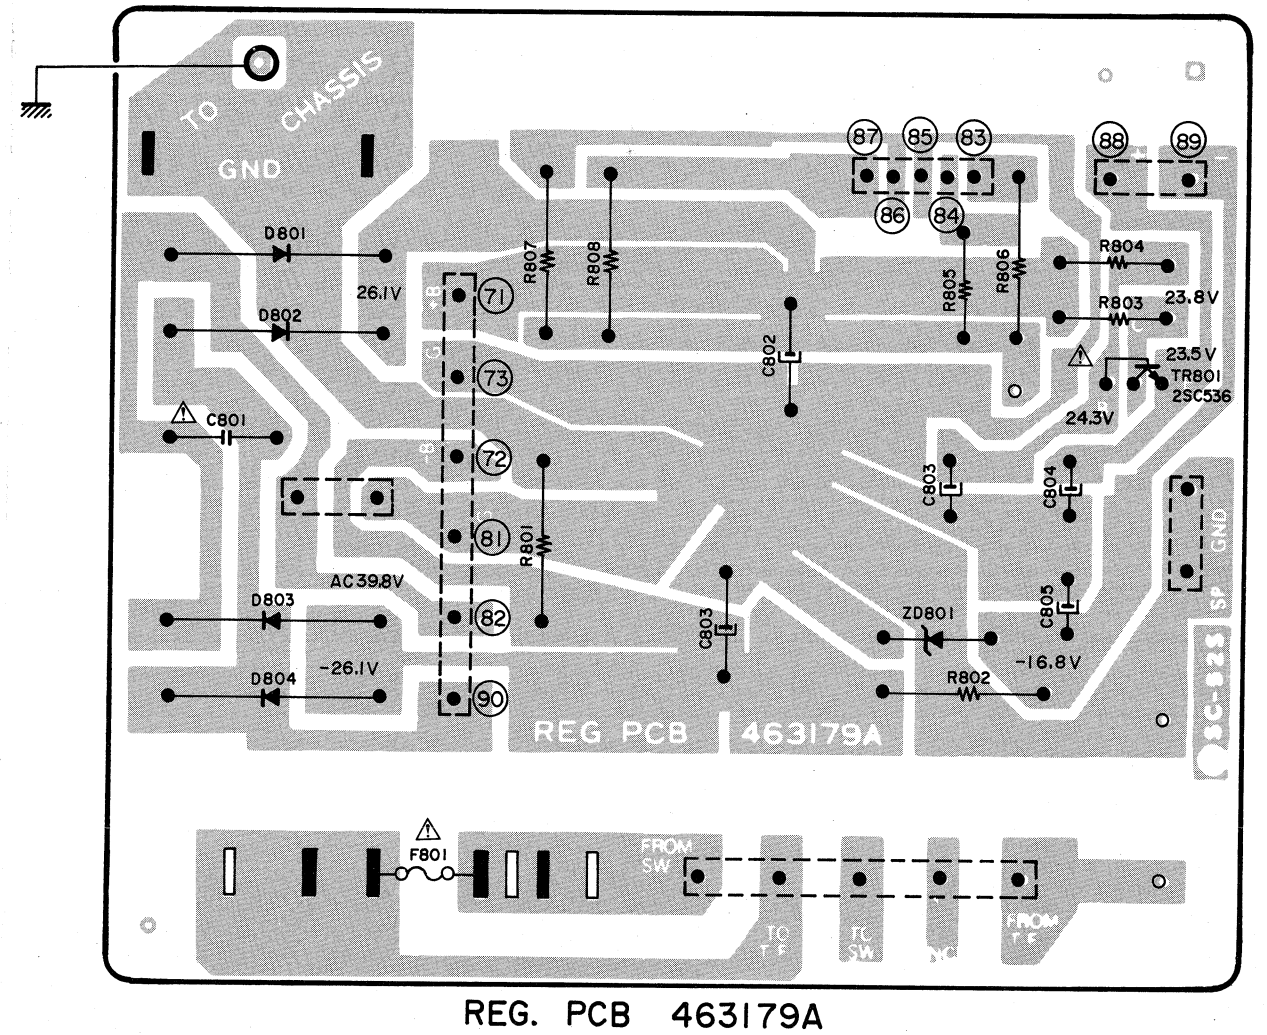 TO CHASSIS
GND
87 85 83
88 89
+ -
86 84
D801
R807
R808
R805
R806
R804
26.1V
+B
71
R803
23.8V
D802
C802
G
73
23.5V
TR801
2SC536
C
24.3V
C801
-B
72
C803
C804
81
R801
GND
SP
AC39.8V
D803
82
C803
ZD801
C805
-26.1V
-16.8V
D804
R802
90
REG PCB 463179A
SC-82S
F801
FROM
SW
TO
SW
NC
FROM
REG. PCB 463179A